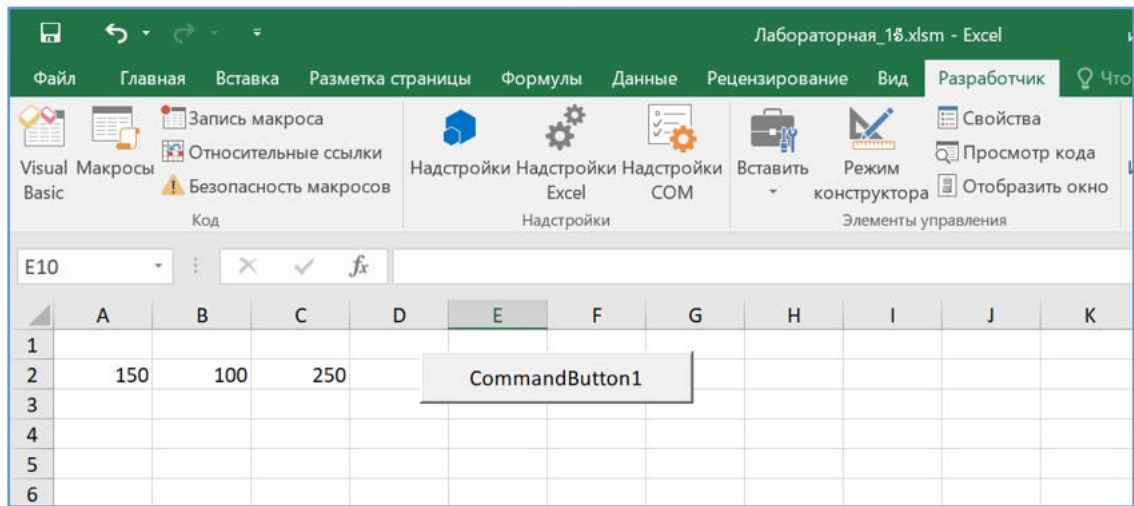 Лабораторная_18.xlsm - Excel
Файл Главная Вставка Разметка страницы Формулы Данные Рецензирование Вид Разработчик Что
Visual Basic
Макросы
Запись макроса
Относительные ссылки
Безопасность макросов
Код
Надстройки
Надстройки Excel
Надстройки COM
Надстройки
Вставить
Режим конструктора
Свойства
Просмотр кода
Отобразить окно
Элементы управления
E10 fx
A B C D E F G H I J K
1
2 150 100 250 CommandButton1
3
4
5
6